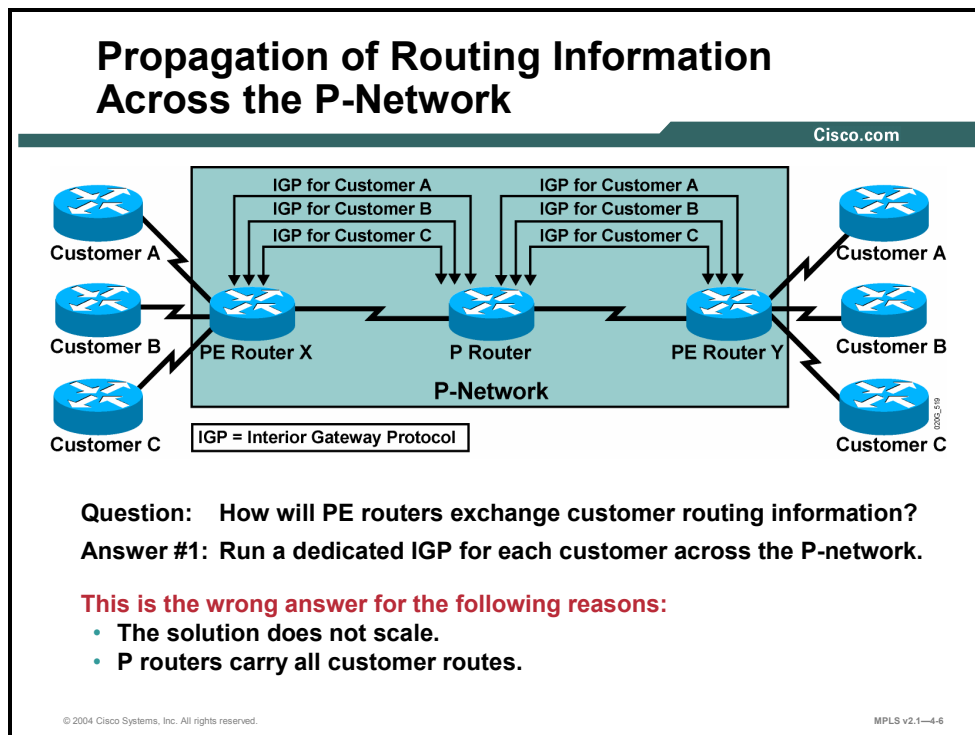 Propagation of Routing Information
Across the P-Network
Cisco.com
IGP for Customer A
IGP for Customer A
IGP for Customer B
IGP for Customer B
IGP for Customer C
IGP for Customer C
Customer A
Customer A
Customer B
PE Router X
P Router
PE Router Y
Customer B
P-Network
Customer C
IGP = Interior Gateway Protocol
Customer C
020G_519
Question: How will PE routers exchange customer routing information?
Answer #1: Run a dedicated IGP for each customer across the P-network.
This is the wrong answer for the following reasons:
• The solution does not scale.
• P routers carry all customer routes.
© 2004 Cisco Systems, Inc. All rights reserved.
MPLS v2.1—4-6